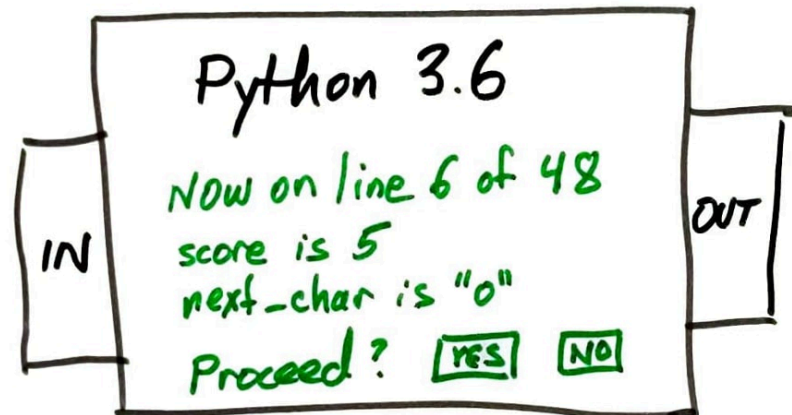 Python 3.6
IN
Now on line 6 of 48
score is 5
next_char is "o"
Proceed? YES NO
OUT